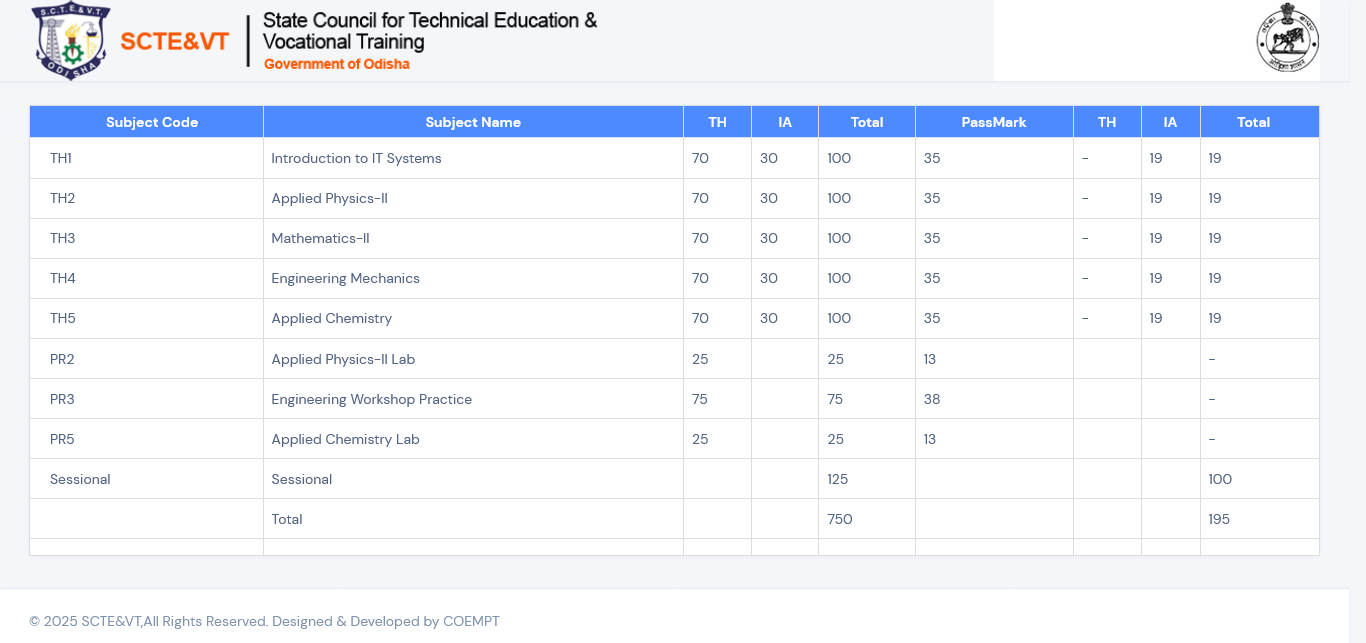 S.C.T.E.&V.T.
ODISHA
SCTE&VT
State Council for Technical Education &
Vocational Training
Government of Odisha
Subject Code Subject Name TH IA Total PassMark TH IA Total
TH1 Introduction to IT Systems 70 30 100 35 - 19 19
TH2 Applied Physics-II 70 30 100 35 - 19 19
TH3 Mathematics-II 70 30 100 35 - 19 19
TH4 Engineering Mechanics 70 30 100 35 - 19 19
TH5 Applied Chemistry 70 30 100 35 - 19 19
PR2 Applied Physics-II Lab 25 25 13 -
PR3 Engineering Workshop Practice 75 75 38 -
PR5 Applied Chemistry Lab 25 25 13 -
Sessional Sessional 125 100
Total 750 195
© 2025 SCTE&VT,All Rights Reserved. Designed & Developed by COEMPT